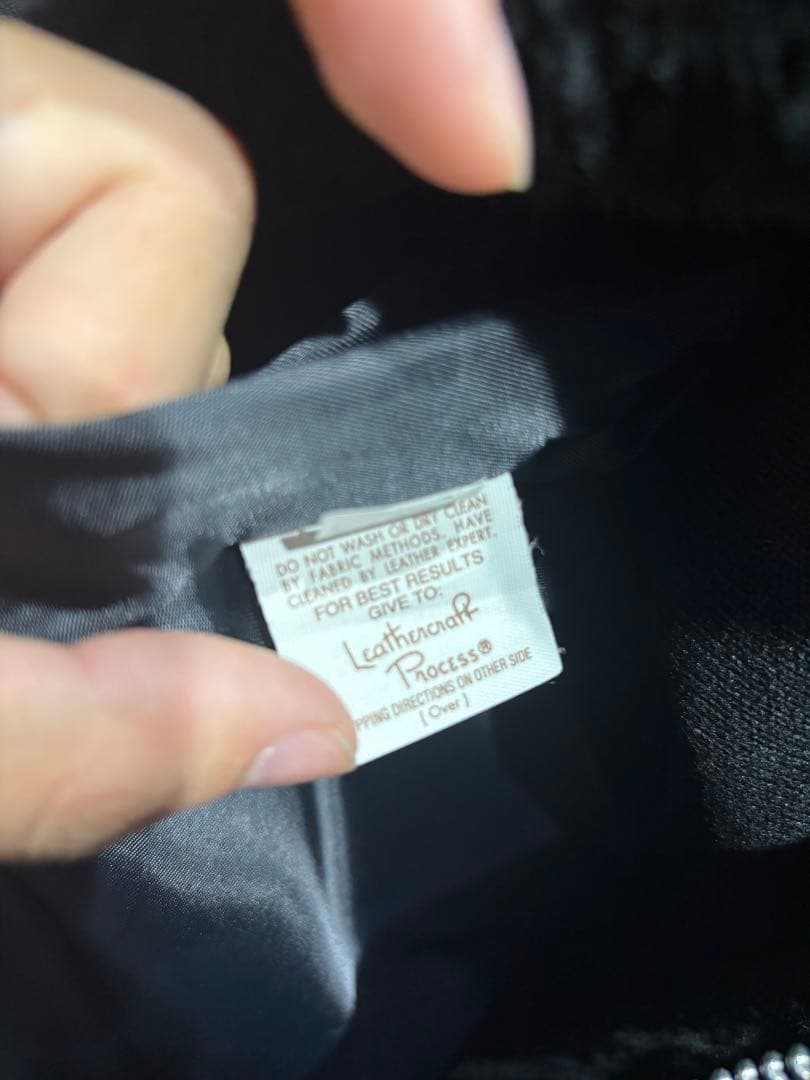 DO NOT WASH OR DRY CLEAN
BY FABRIC METHODS. HAVE
CLEANED BY LEATHER EXPERT.
FOR BEST RESULTS
GIVE TO:
Leathercraft
Process®
DIRECTIONS ON OTHER SIDE
(Over)